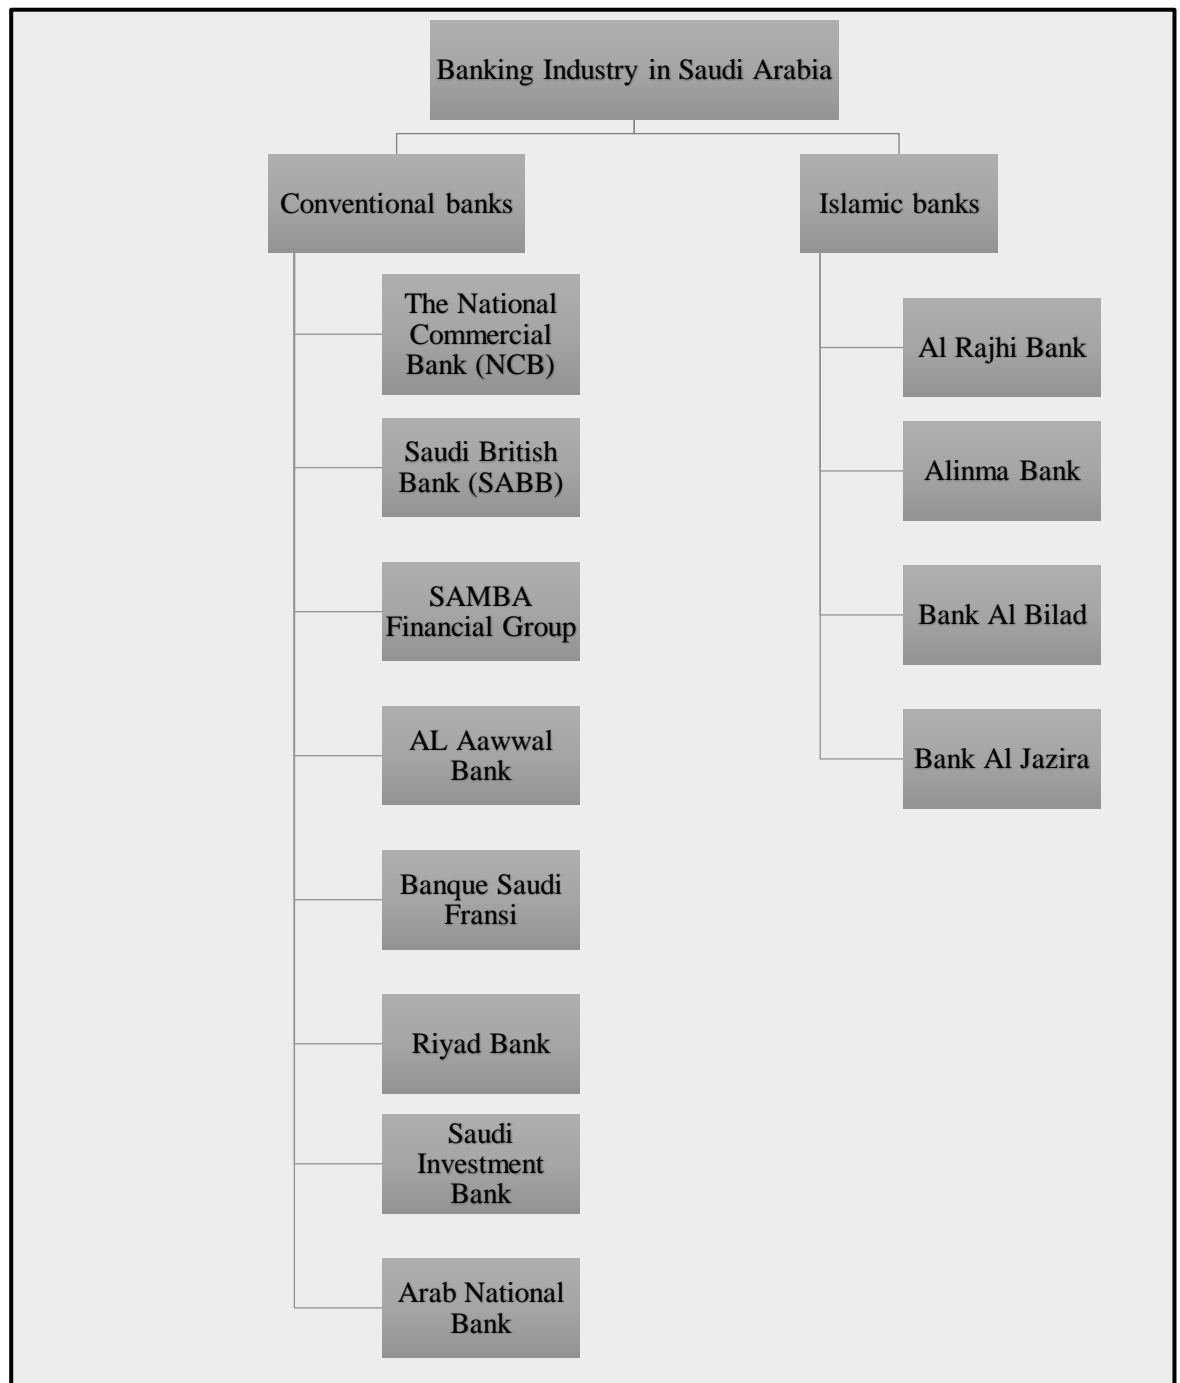 Banking Industry in Saudi Arabia
Conventional banks
The National
Commercial
Bank (NCB)
Saudi British
Bank (SABB)
SAMBA
Financial Group
AL Aawwal
Bank
Banque Saudi
Fransi
Riyad Bank
Saudi
Investment
Bank
Arab National
Bank
Islamic banks
Al Rajhi Bank
Alinma Bank
Bank Al Bilad
Bank Al Jazira